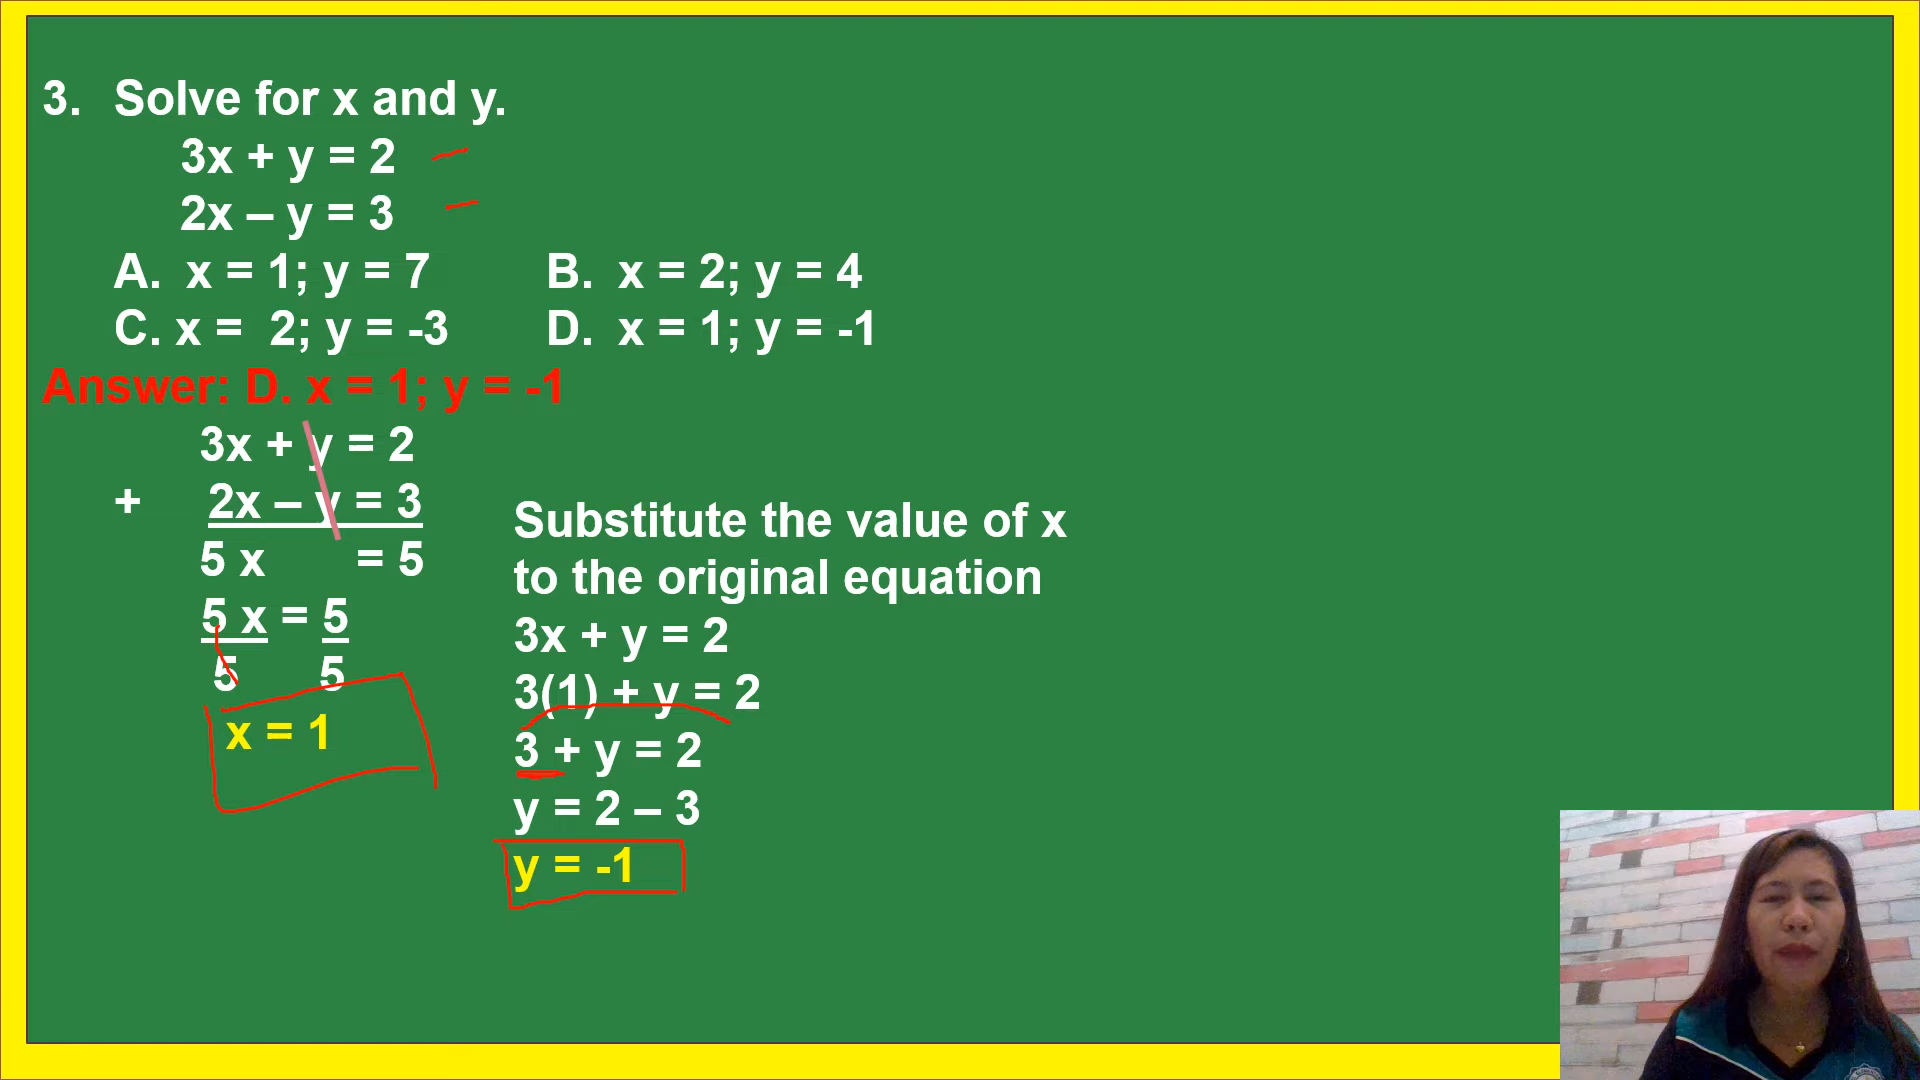 3. Solve for x and y.
3x + y = 2
2x – y = 3
A. x = 1; y = 7 B. x = 2; y = 4
C. x = 2; y = -3 D. x = 1; y = -1
Answer: D. x = 1; y = -1
3x + y = 2
+ 2x – y = 3
5 x = 5
5 x = 5
5 5
x = 1
Substitute the value of x
to the original equation
3x + y = 2
3(1) + y = 2
3 + y = 2
y = 2 – 3
y = -1